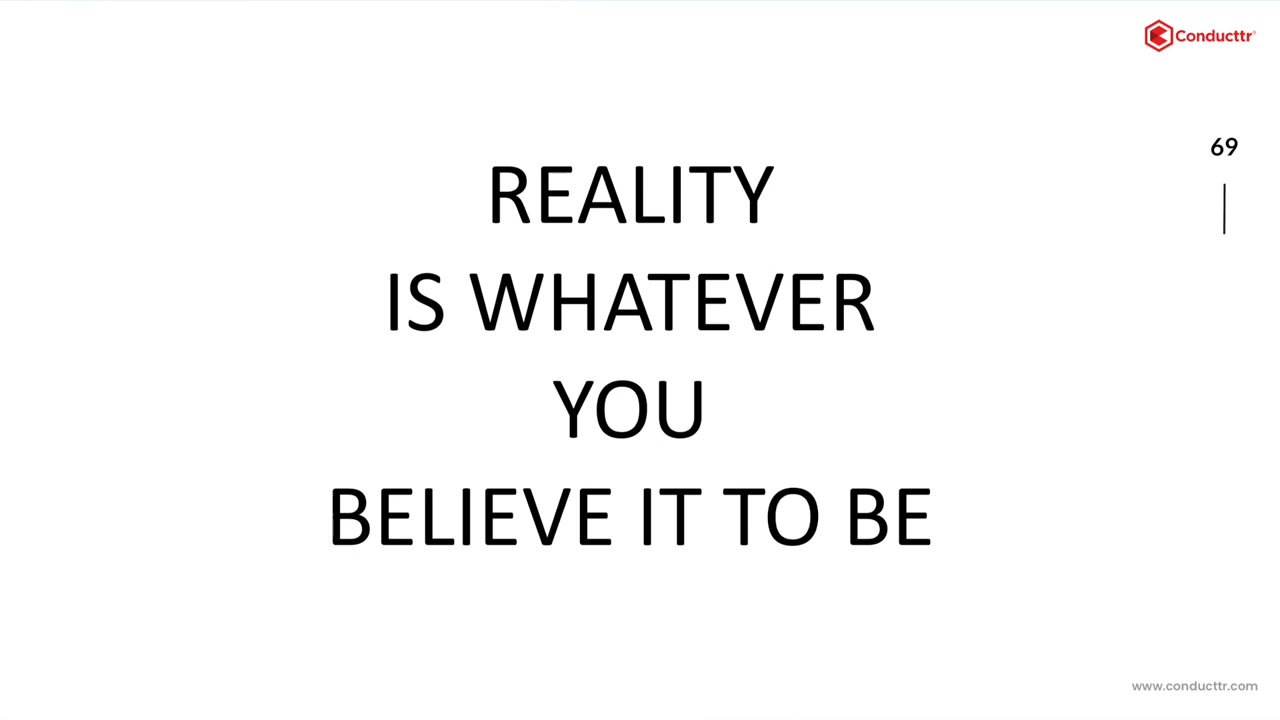 Conducttr
69
REALITY
IS WHATEVER
YOU
BELIEVE IT TO BE
www.conducttr.com